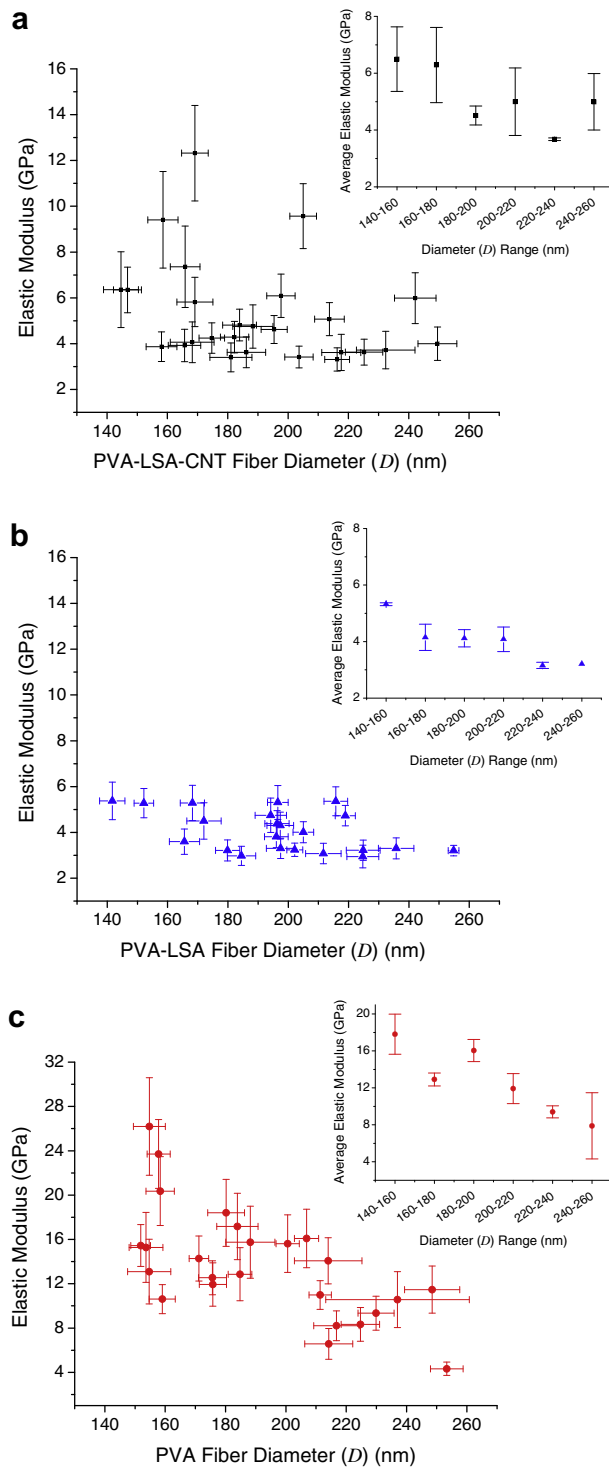 a
Elastic Modulus (GPa)
16
14
12
10
8
6
4
2
140 160 180 200 220 240 260
PVA-LSA-CNT Fiber Diameter (D) (nm)
Average Elastic Modulus (GPa)
8
6
4
2
140-160 160-180 180-200 200-220 220-240 240-260
Diameter (D) Range (nm)
b
Elastic Modulus (GPa)
16
14
12
10
8
6
4
2
140 160 180 200 220 240 260
PVA-LSA Fiber Diameter (D) (nm)
Average Elastic Modulus (GPa)
8
6
4
2
140-160 160-180 180-200 200-220 220-240 240-260
Diameter (D) Range (nm)
c
Elastic Modulus (GPa)
32
28
24
20
16
12
8
4
140 160 180 200 220 240 260
PVA Fiber Diameter (D) (nm)
Average Elastic Modulus (GPa)
20
16
12
8
4
140-160 160-180 180-200 200-220 220-240 240-260
Diameter (D) Range (nm)